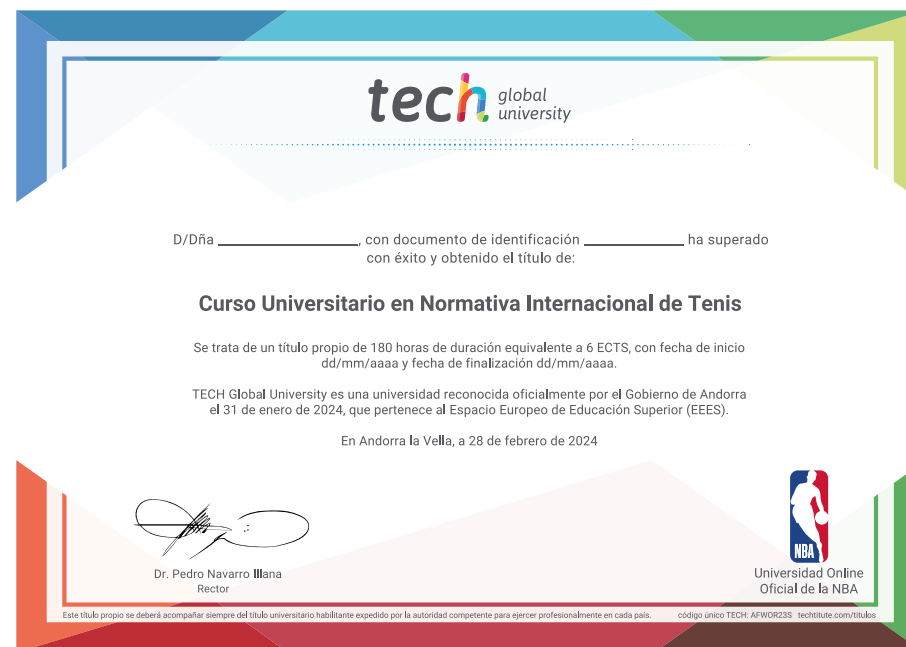 tech global university
D/Dña ____________________, con documento de identificación ______________ ha superado
con éxito y obtenido el título de:
Curso Universitario en Normativa Internacional de Tenis
Se trata de un título propio de 180 horas de duración equivalente a 6 ECTS, con fecha de inicio
dd/mm/aaaa y fecha de finalización dd/mm/aaaa.
TECH Global University es una universidad reconocida oficialmente por el Gobierno de Andorra
el 31 de enero de 2024, que pertenece al Espacio Europeo de Educación Superior (EEES).
En Andorra la Vella, a 28 de febrero de 2024
Dr. Pedro Navarro Illana
Rector
NBA
Universidad Online
Oficial de la NBA
Este título propio se deberá acompañar siempre del título universitario habilitante expedido por la autoridad competente para ejercer profesionalmente en cada país.
código único TECH: AFWOR23S techtitute.com/titulos